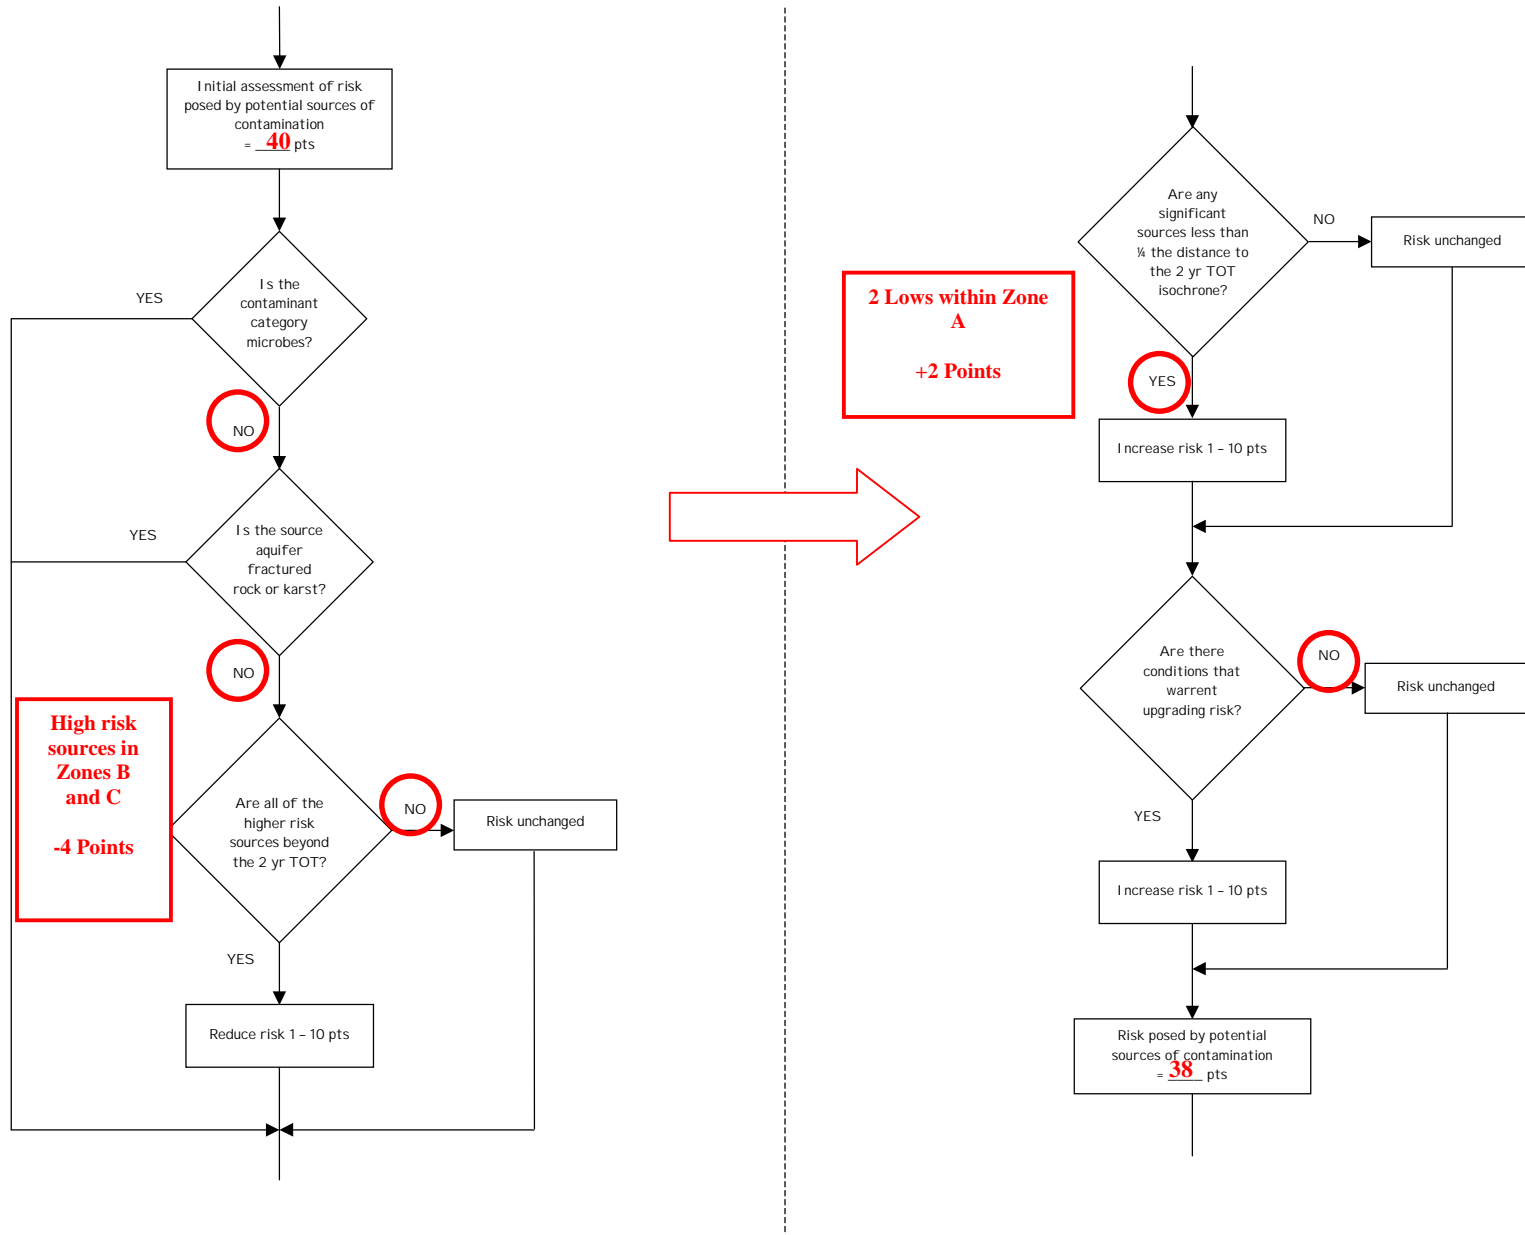 Initial assessment of risk
posed by potential sources of
contamination
= 40 pts
Is the
contaminant
category
microbes?
YES
NO
Is the source
aquifer
fractured
rock or karst?
YES
NO
High risk
sources in
Zones B
and C
-4 Points
Are all of the
higher risk
sources beyond
the 2 yr TOT?
NO
Risk unchanged
YES
Reduce risk 1 – 10 pts
Are any
significant
sources less than
¼ the distance to
the 2 yr TOT
isochrone?
NO
Risk unchanged
2 Lows within Zone
A
+2 Points
YES
Increase risk 1 – 10 pts
Are there
conditions that
warrent
upgrading risk?
NO
Risk unchanged
YES
Increase risk 1 – 10 pts
Risk posed by potential
sources of contamination
= 38 pts